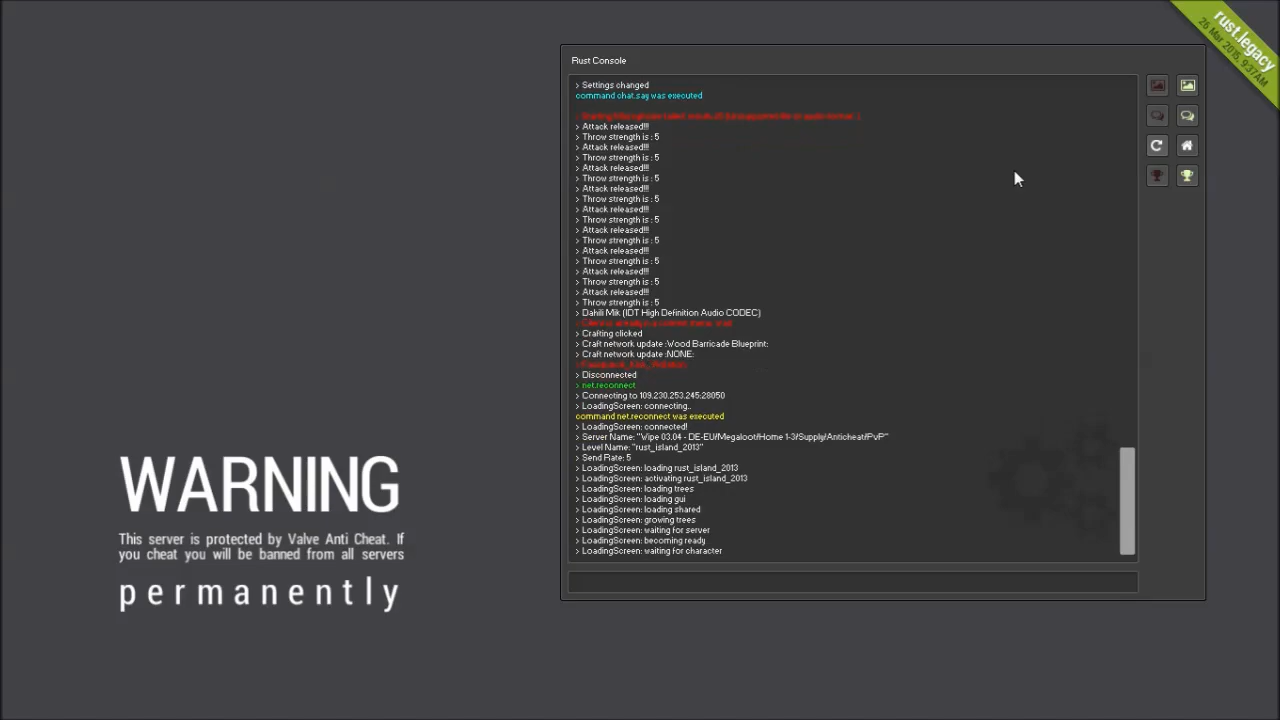 rust.legacy
26 Mar 2015, 9:37AM
Rust Console
> Settings changed
command chat.say was executed
> Attack released!!!
> Throw strength is : 5
> Attack released!!!
> Throw strength is : 5
> Attack released!!!
> Throw strength is : 5
> Attack released!!!
> Throw strength is : 5
> Attack released!!!
> Throw strength is : 5
> Attack released!!!
> Throw strength is : 5
> Attack released!!!
> Throw strength is : 5
> Attack released!!!
> Throw strength is : 5
> Attack released!!!
> Throw strength is : 5
> Dahili Mik (IDT High Definition Audio CODEC)
> Crafting clicked
> Craft network update :Wood Barricade Blueprint:
> Craft network update :NONE:
> Disconnected
> net.reconnect
> Connecting to 109.230.253.245:28050
> LoadingScreen: connecting..
command net.reconnect was executed
> LoadingScreen: connected!
> Server Name: "Wipe 03.04 - DE-EU/Megaloot/Home 1-3/Supply/Anticheat/PvP"
> Level Name: "rust_island_2013"
> Send Rate: 5
> LoadingScreen: loading rust_island_2013
> LoadingScreen: activating rust_island_2013
> LoadingScreen: loading trees
> LoadingScreen: loading gui
> LoadingScreen: loading shared
> LoadingScreen: growing trees
> LoadingScreen: waiting for server
> LoadingScreen: becoming ready
> LoadingScreen: waiting for character
WARNING
This server is protected by Valve Anti Cheat. If
you cheat you will be banned from all servers
permanently